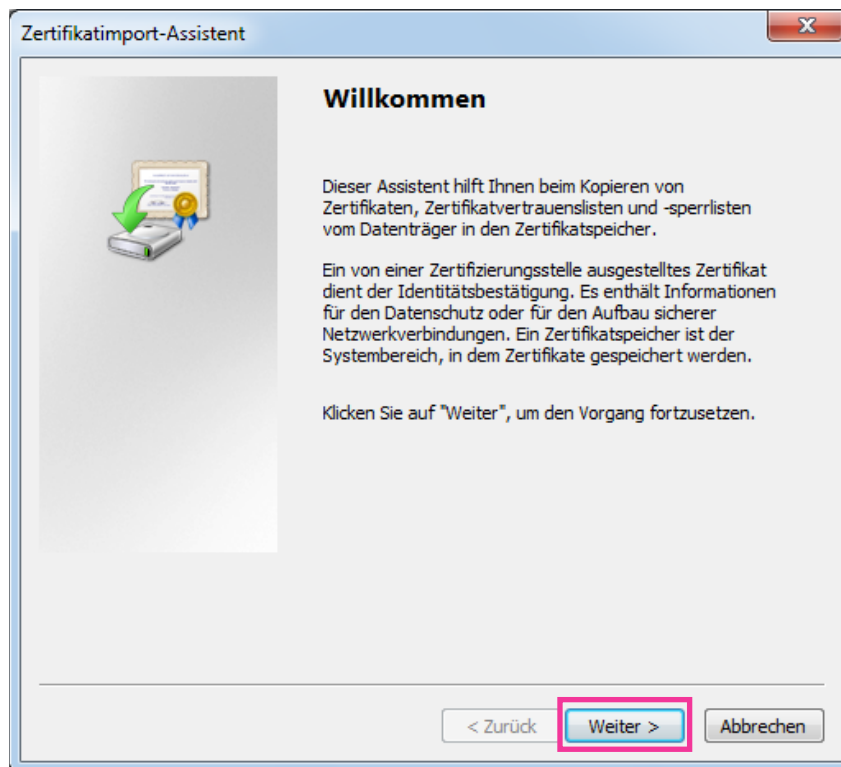 Zertifikatimport-Assistent
Willkommen
Dieser Assistent hilft Ihnen beim Kopieren von
Zertifikaten, Zertifikatvertrauenslisten und -sperrlisten
vom Datenträger in den Zertifikatspeicher.
Ein von einer Zertifizierungsstelle ausgestelltes Zertifikat
dient der Identitätsbestätigung. Es enthält Informationen
für den Datenschutz oder für den Aufbau sicherer
Netzwerkverbindungen. Ein Zertifikatspeicher ist der
Systembereich, in dem Zertifikate gespeichert werden.
Klicken Sie auf "Weiter", um den Vorgang fortzusetzen.
< Zurück Weiter > Abbrechen